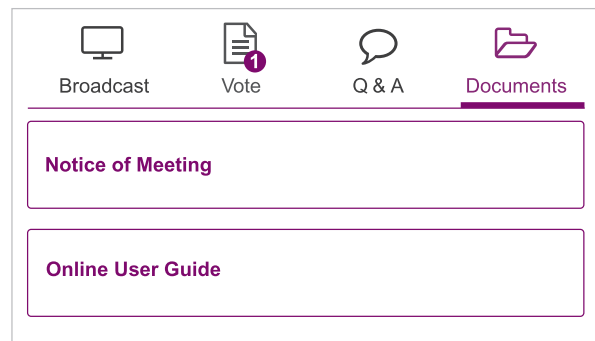 1
Broadcast Vote Q & A Documents
Notice of Meeting
Online User Guide